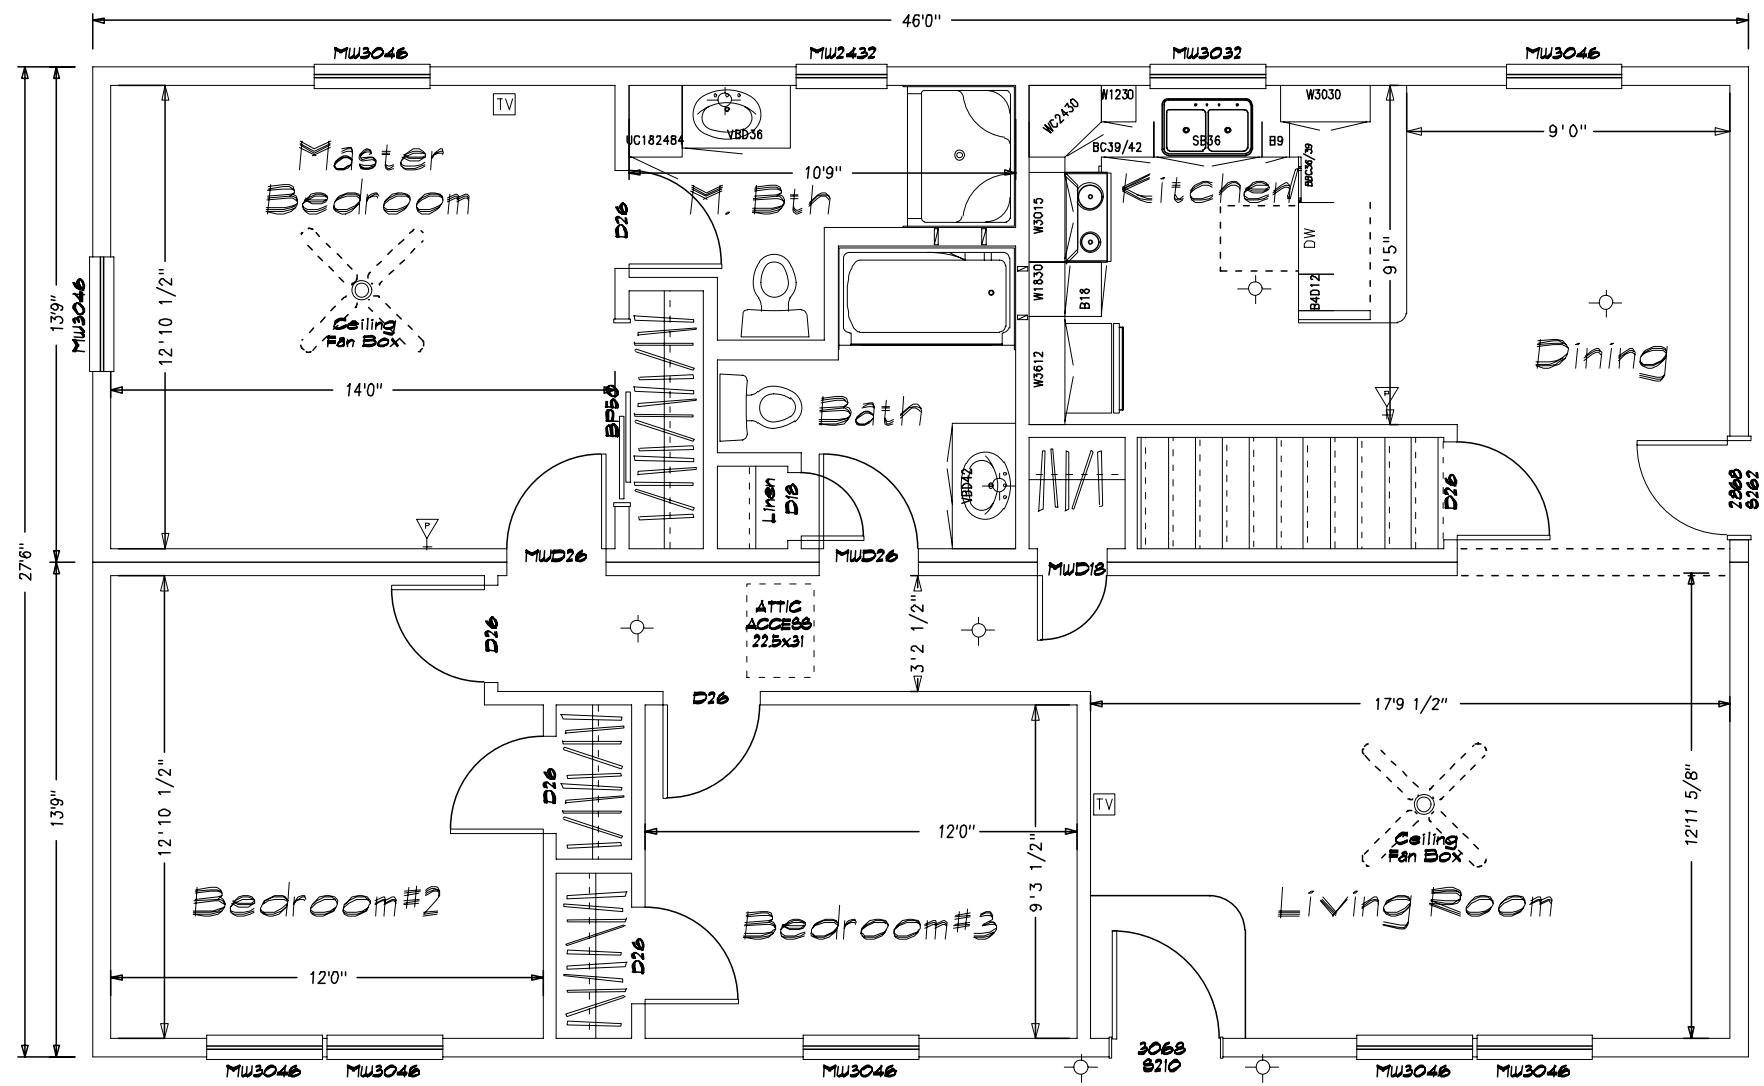 46'0"
MW3046
MW2432
MW3032
MW3046
TV
Master
Bedroom
UC182484
P
VBD36
10'9"
M. Bth
D26
WC2430
W1230
BC39/42
SB36
B9
W3030
BBC36/39
Kitchen
9'0"
W3015
DW
9'5"
W1830
B18
B4D12
W3612
Dining
MW3046
27'6"
13'9"
12'10 1/2"
Ceiling
Fan Box
14'0"
BP50
Bath
P
Linen
D18
VBD42
D26
2868
S262
P
MWD26
MWD26
MWD18
D26
ATTIC
ACCESS
22.5x31
3'2 1/2"
D26
17'9 1/2"
13'9"
12'10 1/2"
D26
12'0"
9'3 1/2"
TV
Ceiling
Fan Box
12'11 5/8"
Bedroom#2
Bedroom#3
Living Room
D26
12'0"
MW3046
MW3046
MW3046
3068
S210
MW3046
MW3046